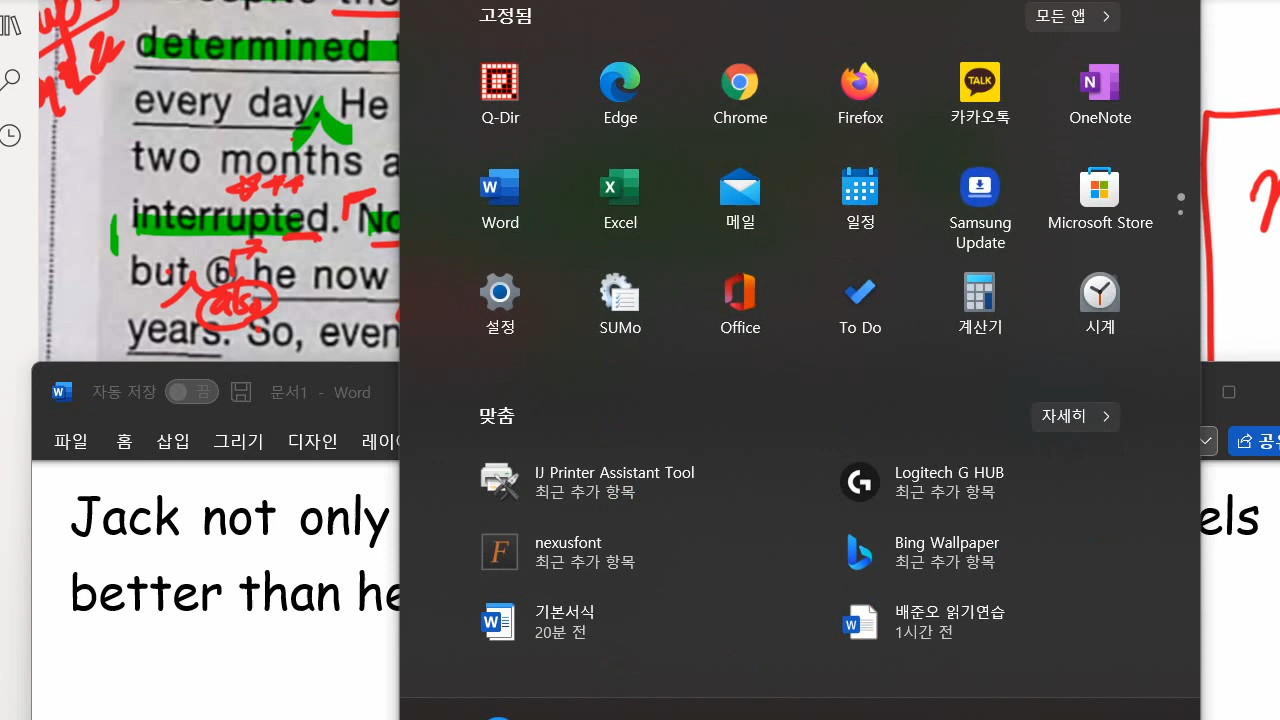 determined
every day. He
two months a
interrupted. No
but ⓑ he now
also
years. So, even
고정됨
모든 앱
Q-Dir
Edge
Chrome
Firefox
TALK
카카오톡
OneNote
Word
Excel
메일
일정
Samsung Update
Microsoft Store
설정
SUMo
Office
To Do
계산기
시계
맞춤
자세히
IJ Printer Assistant Tool
최근 추가 항목
Logitech G HUB
최근 추가 항목
nexusfont
최근 추가 항목
Bing Wallpaper
최근 추가 항목
기본서식
20분 전
배준오 읽기연습
1시간 전
자동 저장 끔 문서1 - Word
파일 홈 삽입 그리기 디자인 레이
Jack not only els
better than he